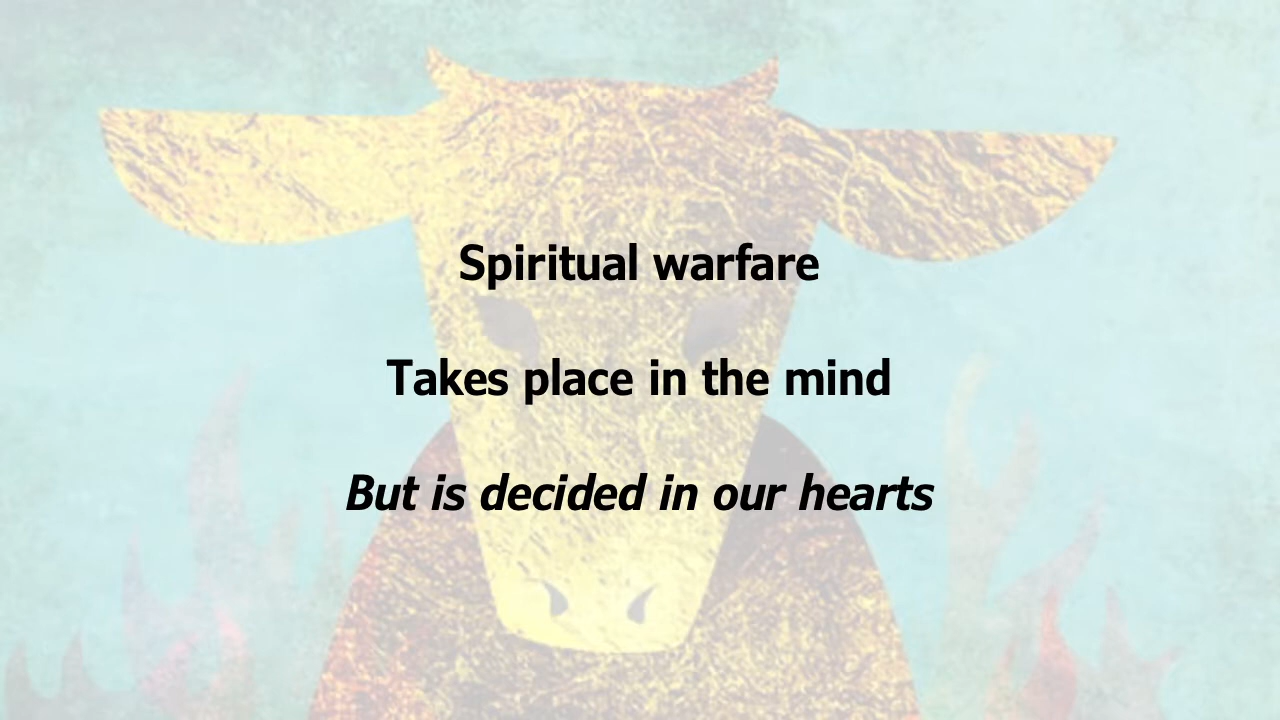 Spiritual warfare
Takes place in the mind
But is decided in our hearts